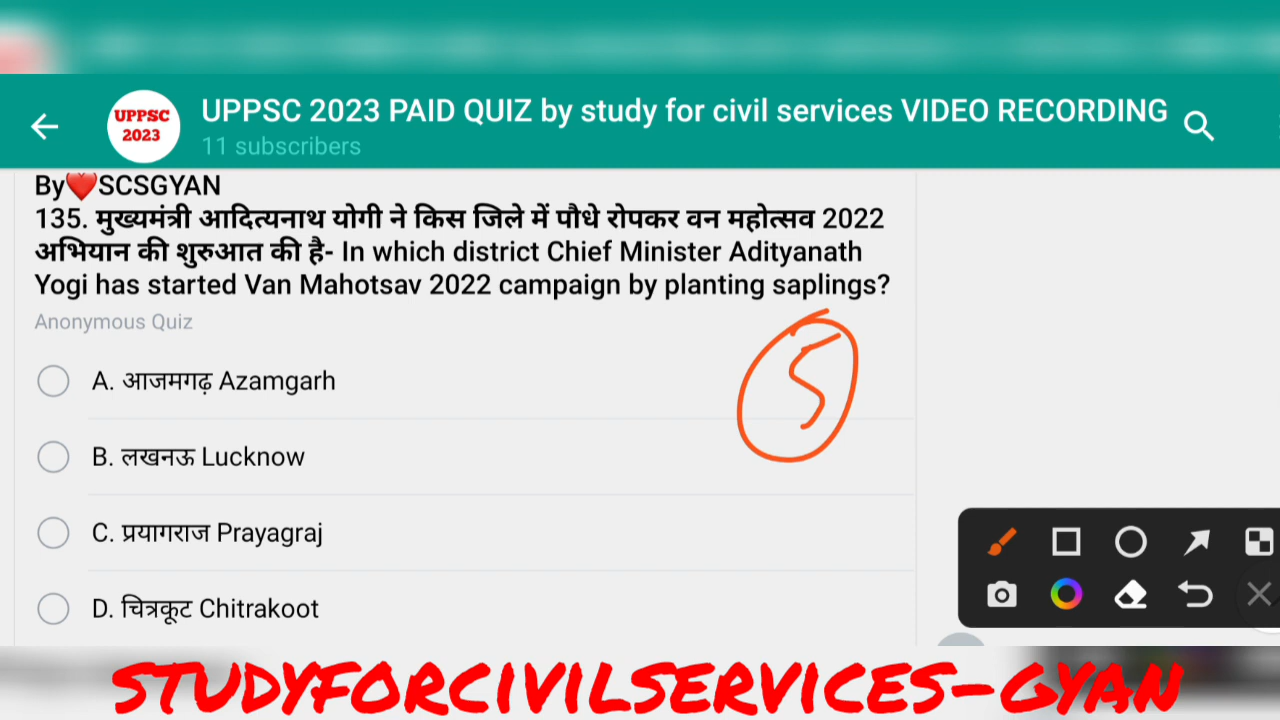 UPPSC
2023
UPPSC 2023 PAID QUIZ by study for civil services VIDEO RECORDING
11 subscribers
By❤️SCSGYAN
135. मुख्यमंत्री आदित्यनाथ योगी ने किस जिले में पौधे रोपकर वन महोत्सव 2022
अभियान की शुरुआत की है- In which district Chief Minister Adityanath
Yogi has started Van Mahotsav 2022 campaign by planting saplings?
Anonymous Quiz
5
A. आजमगढ़ Azamgarh
B. लखनऊ Lucknow
C. प्रयागराज Prayagraj
D. चित्रकूट Chitrakoot
STUDYFORCIVILSERVICES-GYAN